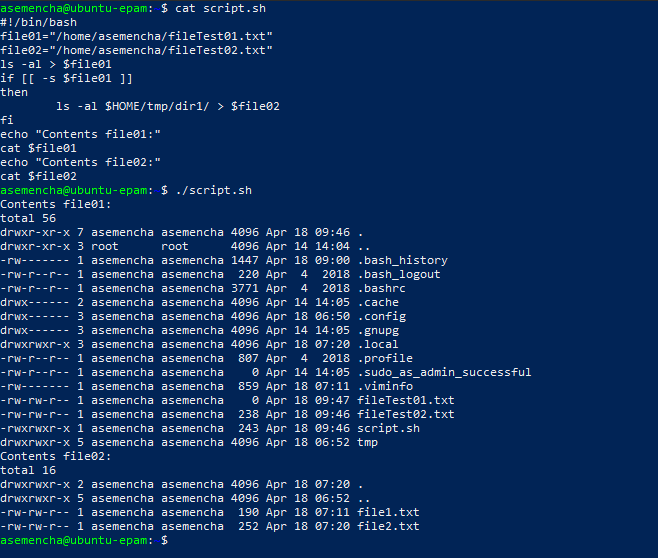 asemencha@ubuntu-epam: $ cat script.sh
#!/bin/bash
file01="/home/asemencha/fileTest01.txt"
file02="/home/asemencha/fileTest02.txt"
ls -al > $file01
if [[ -s $file01 ]]
then
        ls -al $HOME/tmp/dir1/ > $file02
fi
echo "Contents file01:"
cat $file01
echo "Contents file02:"
cat $file02
asemencha@ubuntu-epam: $ ./script.sh
Contents file01:
total 56
drwxr-xr-x 7 asemencha asemencha 4096 Apr 18 09:46 .
drwxr-xr-x 3 root      root      4096 Apr 14 14:04 ..
-rw------- 1 asemencha asemencha 1447 Apr 18 09:00 .bash_history
-rw-r--r-- 1 asemencha asemencha  220 Apr  4  2018 .bash_logout
-rw-r--r-- 1 asemencha asemencha 3771 Apr  4  2018 .bashrc
drwx------ 2 asemencha asemencha 4096 Apr 14 14:05 .cache
drwx------ 3 asemencha asemencha 4096 Apr 18 06:50 .config
drwx------ 3 asemencha asemencha 4096 Apr 14 14:05 .gnupg
drwxrwxr-x 3 asemencha asemencha 4096 Apr 18 07:20 .local
-rw-r--r-- 1 asemencha asemencha  807 Apr  4  2018 .profile
-rw-r--r-- 1 asemencha asemencha    0 Apr 14 14:05 .sudo_as_admin_successful
-rw------- 1 asemencha asemencha  859 Apr 18 07:11 .viminfo
-rw-rw-r-- 1 asemencha asemencha    0 Apr 18 09:47 fileTest01.txt
-rw-rw-r-- 1 asemencha asemencha  238 Apr 18 09:46 fileTest02.txt
-rwxrwxr-x 1 asemencha asemencha  243 Apr 18 09:46 script.sh
drwxrwxr-x 5 asemencha asemencha 4096 Apr 18 06:52 tmp
Contents file02:
total 16
drwxrwxr-x 2 asemencha asemencha 4096 Apr 18 07:20 .
drwxrwxr-x 5 asemencha asemencha 4096 Apr 18 06:52 ..
-rw-rw-r-- 1 asemencha asemencha  190 Apr 18 07:11 file1.txt
-rw-rw-r-- 1 asemencha asemencha  252 Apr 18 07:20 file2.txt
asemencha@ubuntu-epam: $